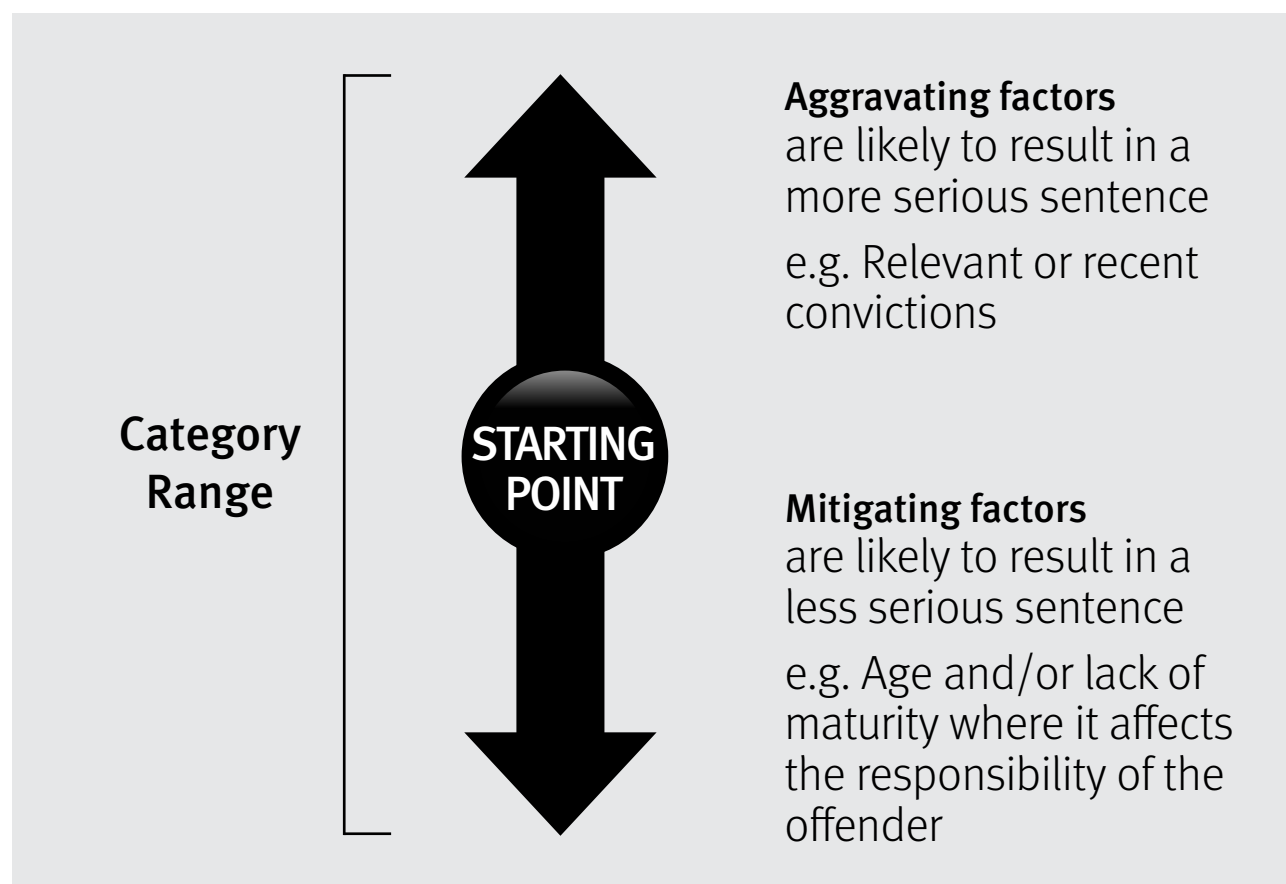 Category
Range
STARTING
POINT
Aggravating factors
are likely to result in a
more serious sentence
e.g. Relevant or recent
convictions
Mitigating factors
are likely to result in a
less serious sentence
e.g. Age and/or lack of
maturity where it affects
the responsibility of the
offender